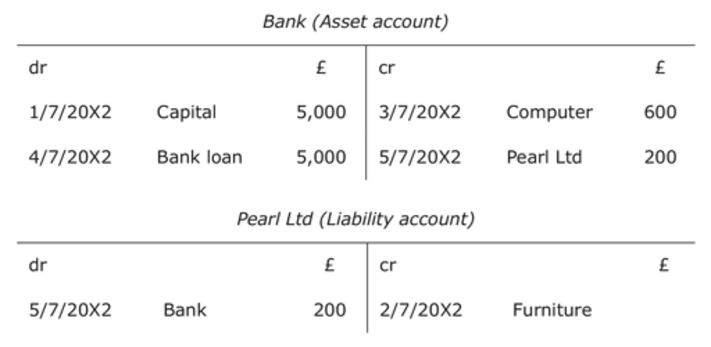 Bank (Asset account)
dr £ cr £
1/7/20X2 Capital 5,000 3/7/20X2 Computer 600
4/7/20X2 Bank loan 5,000 5/7/20X2 Pearl Ltd 200
Pearl Ltd (Liability account)
dr £ cr £
5/7/20X2 Bank 200 2/7/20X2 Furniture